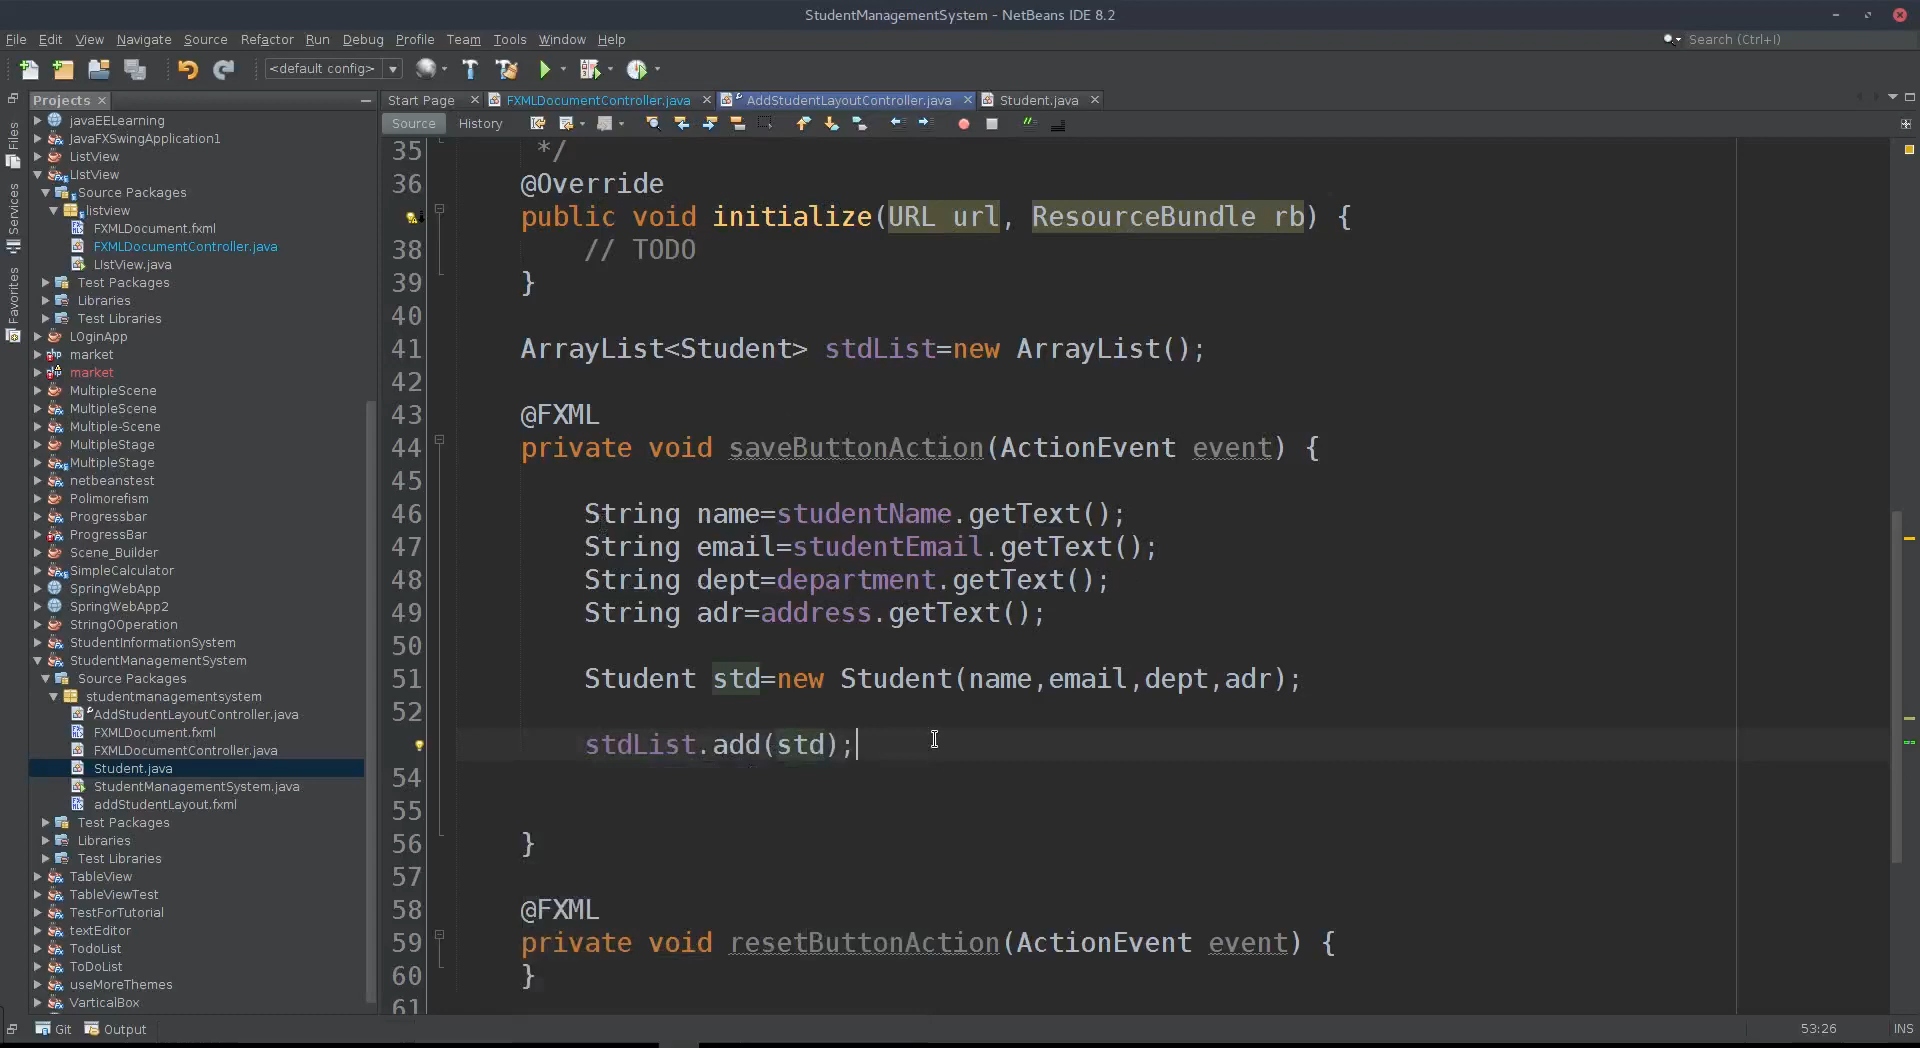 StudentManagementSystem - NetBeans IDE 8.2
File Edit View Navigate Source Refactor Run Debug Profile Team Tools Window Help
Search (Ctrl+I)
<default config>
Projects
Start Page
FXMLDocumentController.java
AddStudentLayoutController.java
Student.java
Source
History
Files
Services
Favorites
javaEELearning
JavaFXSwingApplication1
ListView
LIstView
Source Packages
listview
FXMLDocument.fxml
FXMLDocumentController.java
LIstView.java
Test Packages
Libraries
Test Libraries
LOginApp
market
market
MultipleScene
MultipleScene
Multiple-Scene
MultipleStage
MultipleStage
netbeanstest
Polimorefism
Progressbar
ProgressBar
Scene_Builder
SimpleCalculator
SpringWebApp
SpringWebApp2
StringOOperation
StudentInformationSystem
StudentManagementSystem
Source Packages
studentmanagementsystem
AddStudentLayoutController.java
FXMLDocument.fxml
FXMLDocumentController.java
Student.java
StudentManagementSystem.java
addStudentLayout.fxml
Test Packages
Libraries
Test Libraries
TableView
TableViewTest
TestForTutorial
textEditor
TodoList
ToDoList
useMoreThemes
VarticalBox
35 */
36 @Override
public void initialize(URL url, ResourceBundle rb) {
38 // TODO
39 }
40
41 ArrayList<Student> stdList=new ArrayList();
42
43 @FXML
44 private void saveButtonAction(ActionEvent event) {
45
46 String name=studentName.getText();
47 String email=studentEmail.getText();
48 String dept=department.getText();
49 String adr=address.getText();
50
51 Student std=new Student(name,email,dept,adr);
52
stdList.add(std);
54
55
56 }
57
58 @FXML
59 private void resetButtonAction(ActionEvent event) {
60 }
61
Git
Output
53:26
INS